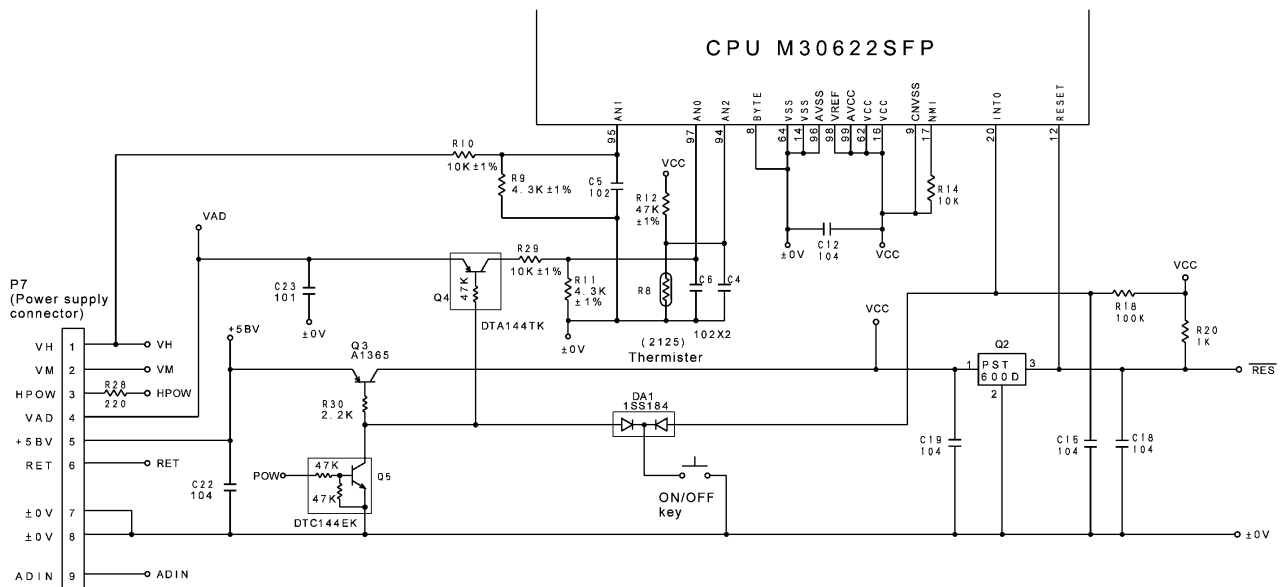 CPU M30622SFP
AN1
AN0
AN2
BYTE
VSS
VSS
AVSS
VREF
AVCC
VCC
VCC
CNVSS
NMI
INT0
RESET
95
97
94
8
64
14
96
98
99
62
16
9
17
20
12
R10
10K±1%
R9
4.3K±1%
C5
102
VCC
R12
47K
±1%
R14
10K
C12
104
±0V
VCC
VAD
R29
10K±1%
47K
Q4
DTA144TK
R11
4.3K
±1%
R8
C6
C4
102X2
±0V
(2125)
Thermister
C23
101
±0V
VCC
R18
100K
R20
1K
P7
(Power supply
connector)
+5BV
VCC
Q3
A1365
Q2
1
PST
600D
3
2
RES
VH 1 VH
VM 2 VM
HPOW 3 R28 220 HPOW
VAD 4
+5BV 5
RET 6 RET
±0V 7
±0V 8
ADIN 9 ADIN
R30
2.2K
DA1
1SS184
C22
104
POW
47K
47K
Q5
DTC144EK
ON/OFF
key
C19
104
C15
104
C18
104
±0V